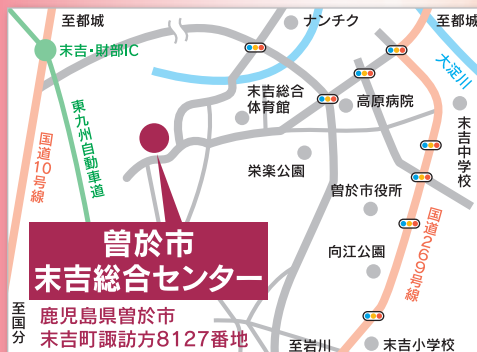 至都城
ナンチク
至都城
末吉・財部IC
大淀川
末吉総合
体育館
高原病院
東九州自動車道
国道10号線
末吉中学校
栄楽公園
曽於市役所
国道269号線
向江公園
曽於市
末吉総合センター
至国分
鹿児島県曽於市
末吉町諏訪方8127番地
至岩川
末吉小学校